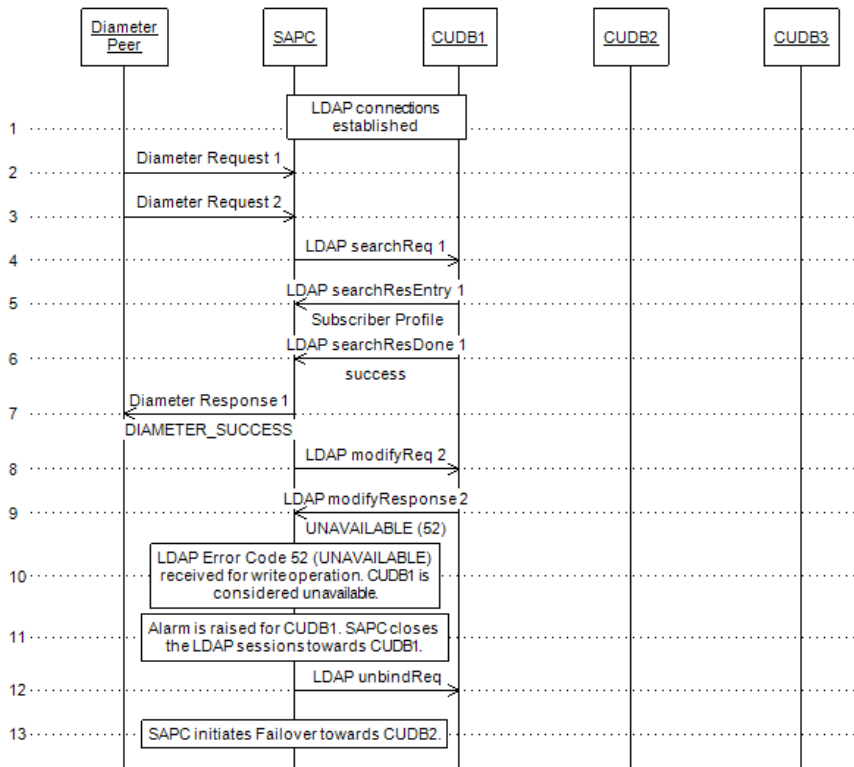 Diameter
Peer
SAPC
CUDB1
CUDB2
CUDB3
LDAP connections
established
1
Diameter Request 1
2
Diameter Request 2
3
LDAP searchReq 1
4
LDAP searchResEntry 1
5
Subscriber Profile
LDAP searchResDone 1
6
success
Diameter Response 1
7
DIAMETER_SUCCESS
LDAP modifyReq 2
8
LDAP modifyResponse 2
9
UNAVAILABLE (52)
LDAP Error Code 52 (UNAVAILABLE)
received for write operation. CUDB1 is
considered unavailable.
10
Alarm is raised for CUDB1. SAPC closes
the LDAP sessions towards CUDB1.
11
LDAP unbindReq
12
13
SAPC initiates Failover towards CUDB2.